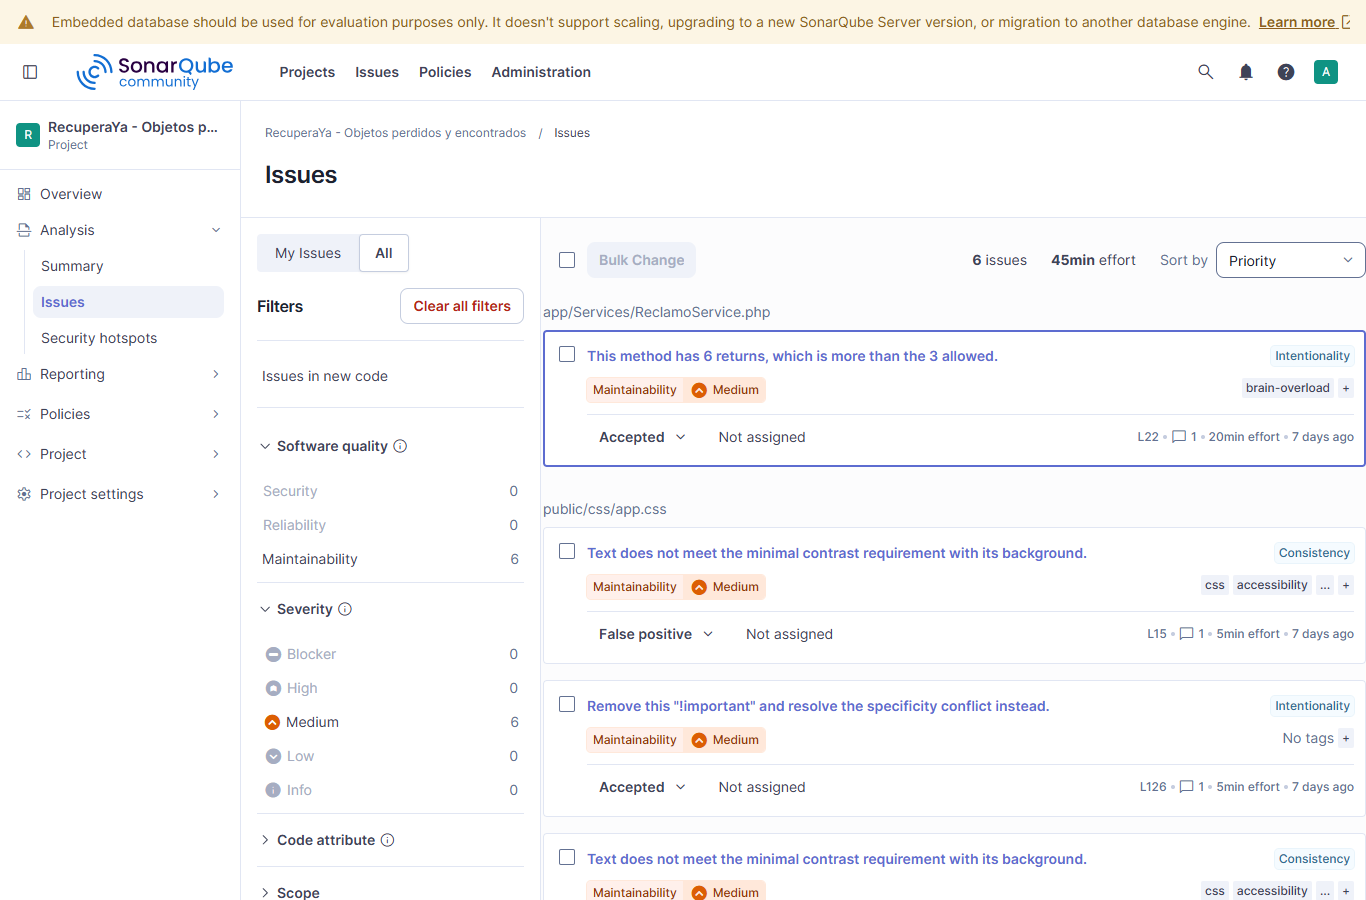 Embedded database should be used for evaluation purposes only. It doesn't support scaling, upgrading to a new SonarQube Server version, or migration to another database engine. Learn more
SonarQube community
Projects Issues Policies Administration
A
R
RecuperaYa - Objetos p...
Project
Overview
Analysis
Summary
Issues
Security hotspots
Reporting
Policies
Project
Project settings
RecuperaYa - Objetos perdidos y encontrados / Issues
Issues
My Issues All
Filters
Clear all filters
Issues in new code
Software quality
Security 0
Reliability 0
Maintainability 6
Severity
Blocker 0
High 0
Medium 6
Low 0
Info 0
Code attribute
Scope
Bulk Change
6 issues 45min effort Sort by Priority
app/Services/ReclamoService.php
This method has 6 returns, which is more than the 3 allowed. Intentionality
Maintainability Medium brain-overload +
Accepted Not assigned L22 • 1 • 20min effort • 7 days ago
public/css/app.css
Text does not meet the minimal contrast requirement with its background. Consistency
Maintainability Medium css accessibility ... +
False positive Not assigned L15 • 1 • 5min effort • 7 days ago
Remove this "!important" and resolve the specificity conflict instead. Intentionality
Maintainability Medium No tags +
Accepted Not assigned L126 • 1 • 5min effort • 7 days ago
Text does not meet the minimal contrast requirement with its background. Consistency
Maintainability Medium css accessibility ... +